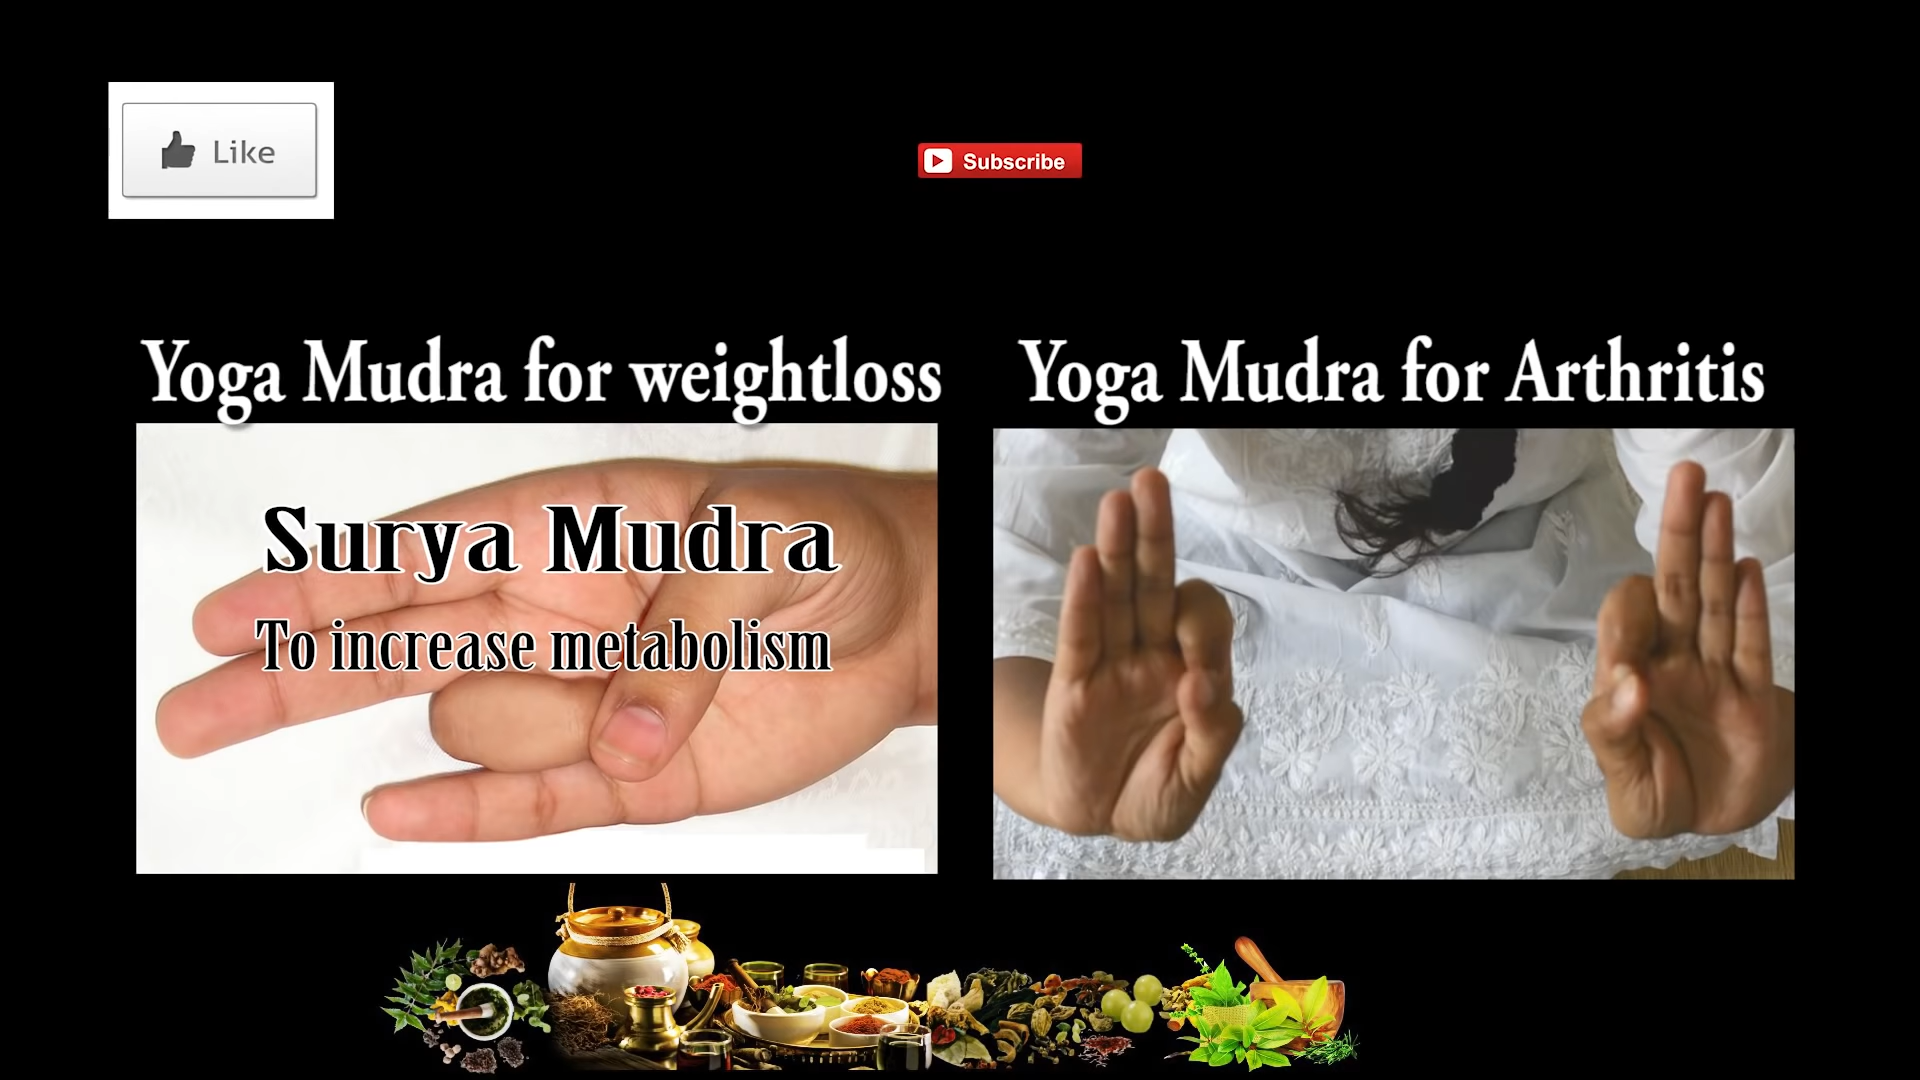 Like
Subscribe
Yoga Mudra for weightloss
Yoga Mudra for Arthritis
Surya Mudra
To increase metabolism